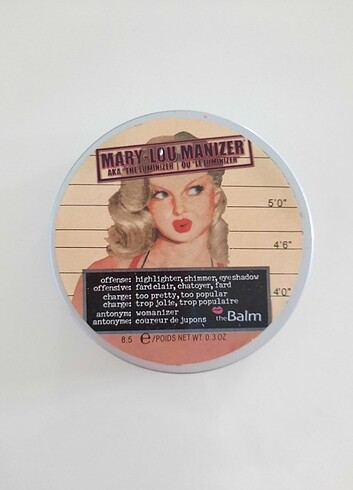 MARY-LOU MANIZER
AKA "THE LUMINIZER" | OU "LE LUMINIZER"
5'0"
4'6"
4'0"
offense: highlighter, shimmer, eyeshadow
offensive: fard clair, chatoyer, fard
charge: too pretty, too popular
charge: trop jolie, trop populaire
antonym: womanizer
antonyme: coureur de jupons
theBalm
8.5 e/POIDS NET WT. 0.3 OZ